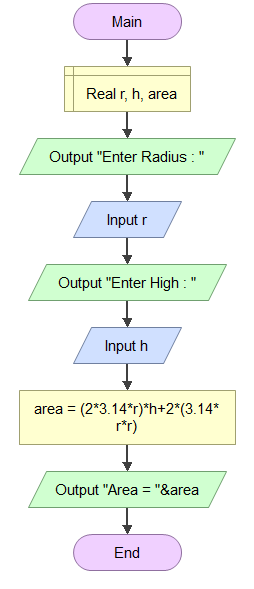 Main
Real r, h, area
Output "Enter Radius : "
Input r
Output "Enter High : "
Input h
area = (2*3.14*r)*h+2*(3.14*
r*r)
Output "Area = "&area
End